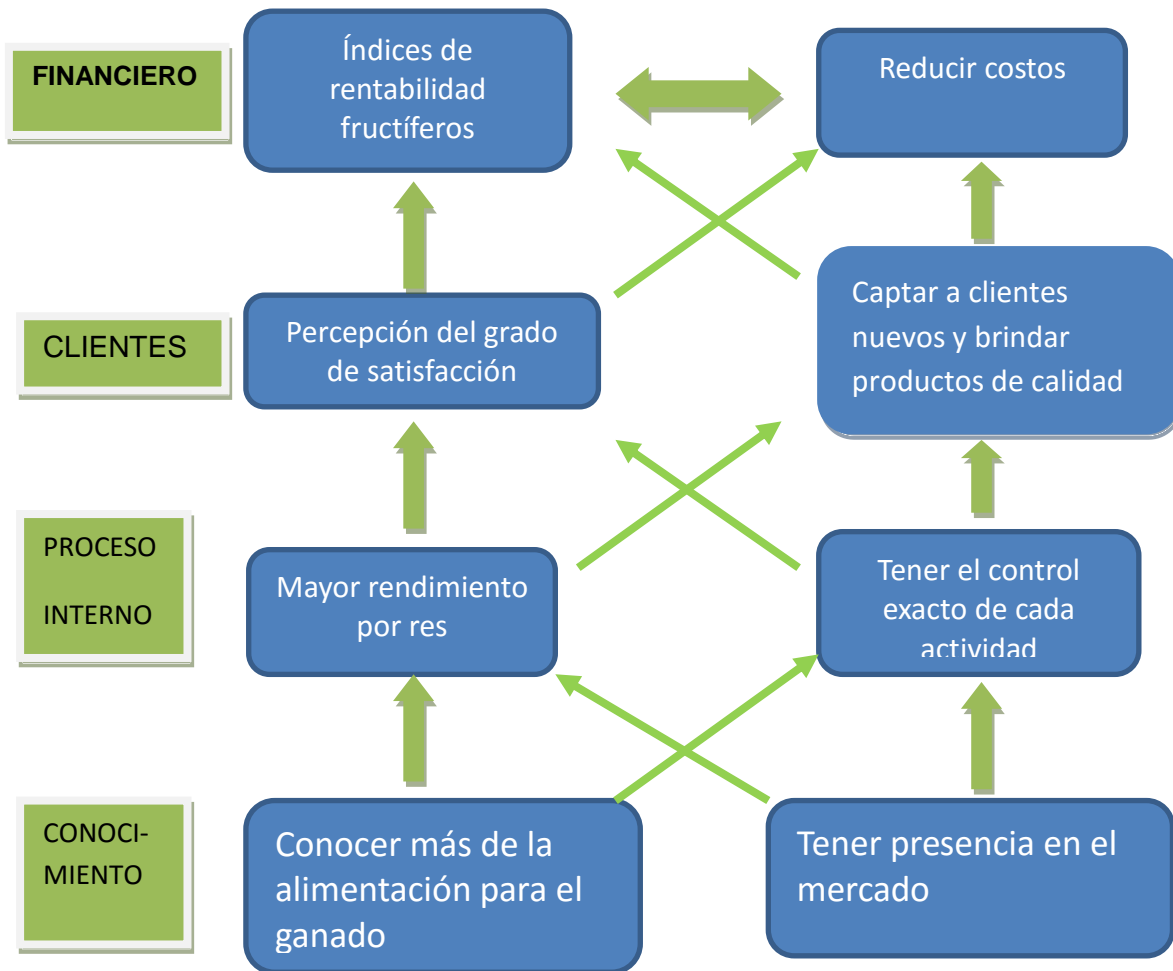 FINANCIERO
Índices de
rentabilidad
fructíferos
Reducir costos
CLIENTES
Percepción del grado
de satisfacción
Captar a clientes
nuevos y brindar
productos de calidad
PROCESO
INTERNO
Mayor rendimiento
por res
Tener el control
exacto de cada
actividad
CONOCI-
MIENTO
Conocer más de la
alimentación para el
ganado
Tener presencia en el
mercado